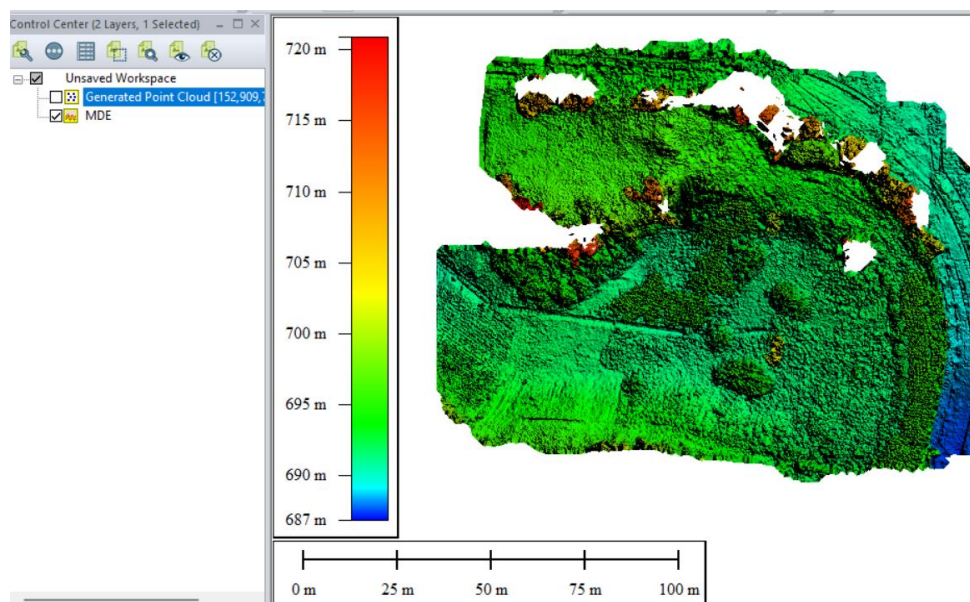 Control Center (2 Layers, 1 Selected)
Unsaved Workspace
Generated Point Cloud [152,909,
MDE
720 m
715 m
710 m
705 m
700 m
695 m
690 m
687 m
0 m 25 m 50 m 75 m 100 m